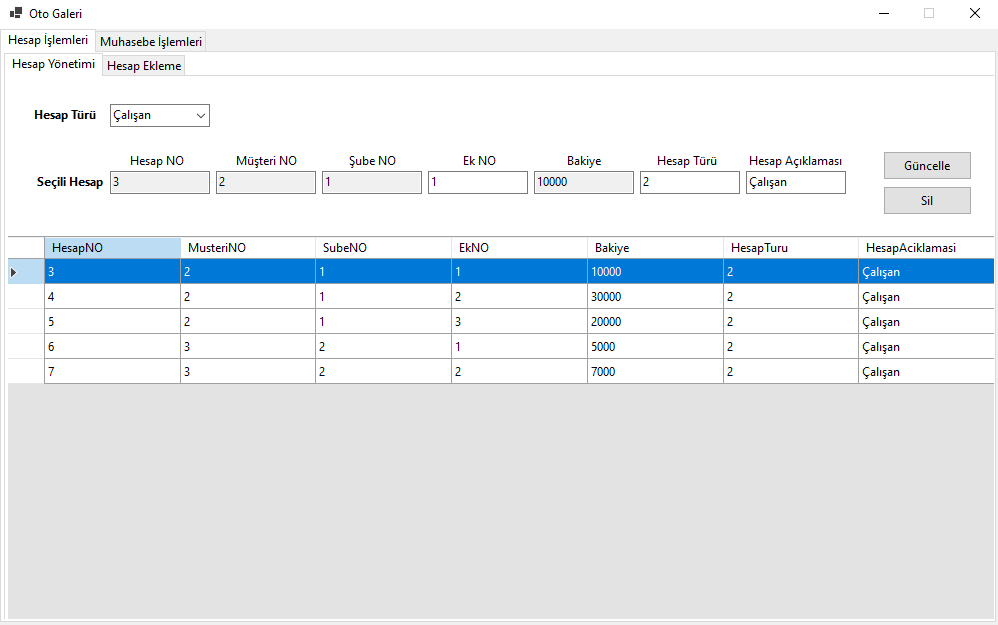 Oto Galeri
Hesap İşlemleri Muhasebe İşlemleri
Hesap Yönetimi Hesap Ekleme
Hesap Türü Çalışan
Hesap NO Müşteri NO Şube NO Ek NO Bakiye Hesap Türü Hesap Açıklaması
Güncelle
Seçili Hesap 3 2 1 1 10000 2 Çalışan
Sil
HesapNO MusteriNO SubeNO EkNO Bakiye HesapTuru HesapAciklamasi
3 2 1 1 10000 2 Çalışan
4 2 1 2 30000 2 Çalışan
5 2 1 3 20000 2 Çalışan
6 3 2 1 5000 2 Çalışan
7 3 2 2 7000 2 Çalışan